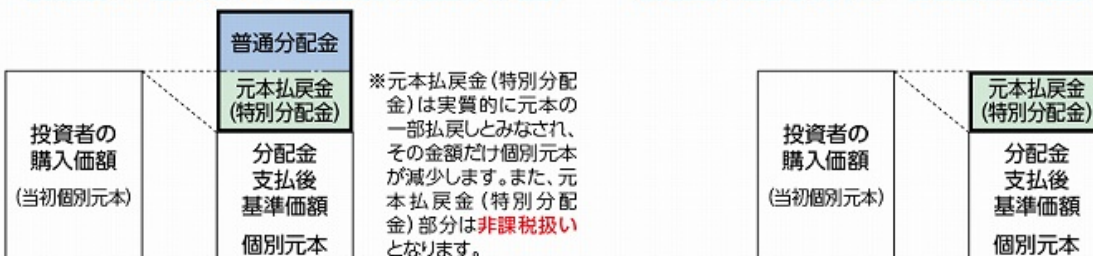 普通分配金
元本払戻金
(特別分配金)
投資者の
購入価額
(当初個別元本)
分配金
支払後
基準価額
個別元本
※元本払戻金(特別分配
金)は実質的に元本の
一部払戻しとみなされ、
その金額だけ個別元本
が減少します。また、元
本払戻金(特別分配
金)部分は非課税扱い
となります。
投資者の
購入価額
(当初個別元本)
元本払戻金
(特別分配金)
分配金
支払後
基準価額
個別元本